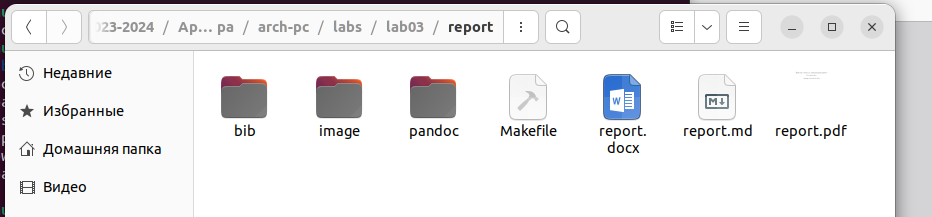 023-2024 / Ap... pa / arch-pc / labs / lab03 / report
Недавние
Избранные
Домашняя папка
Видео
bib
image
pandoc
Makefile
report.
docx
report.md
report.pdf